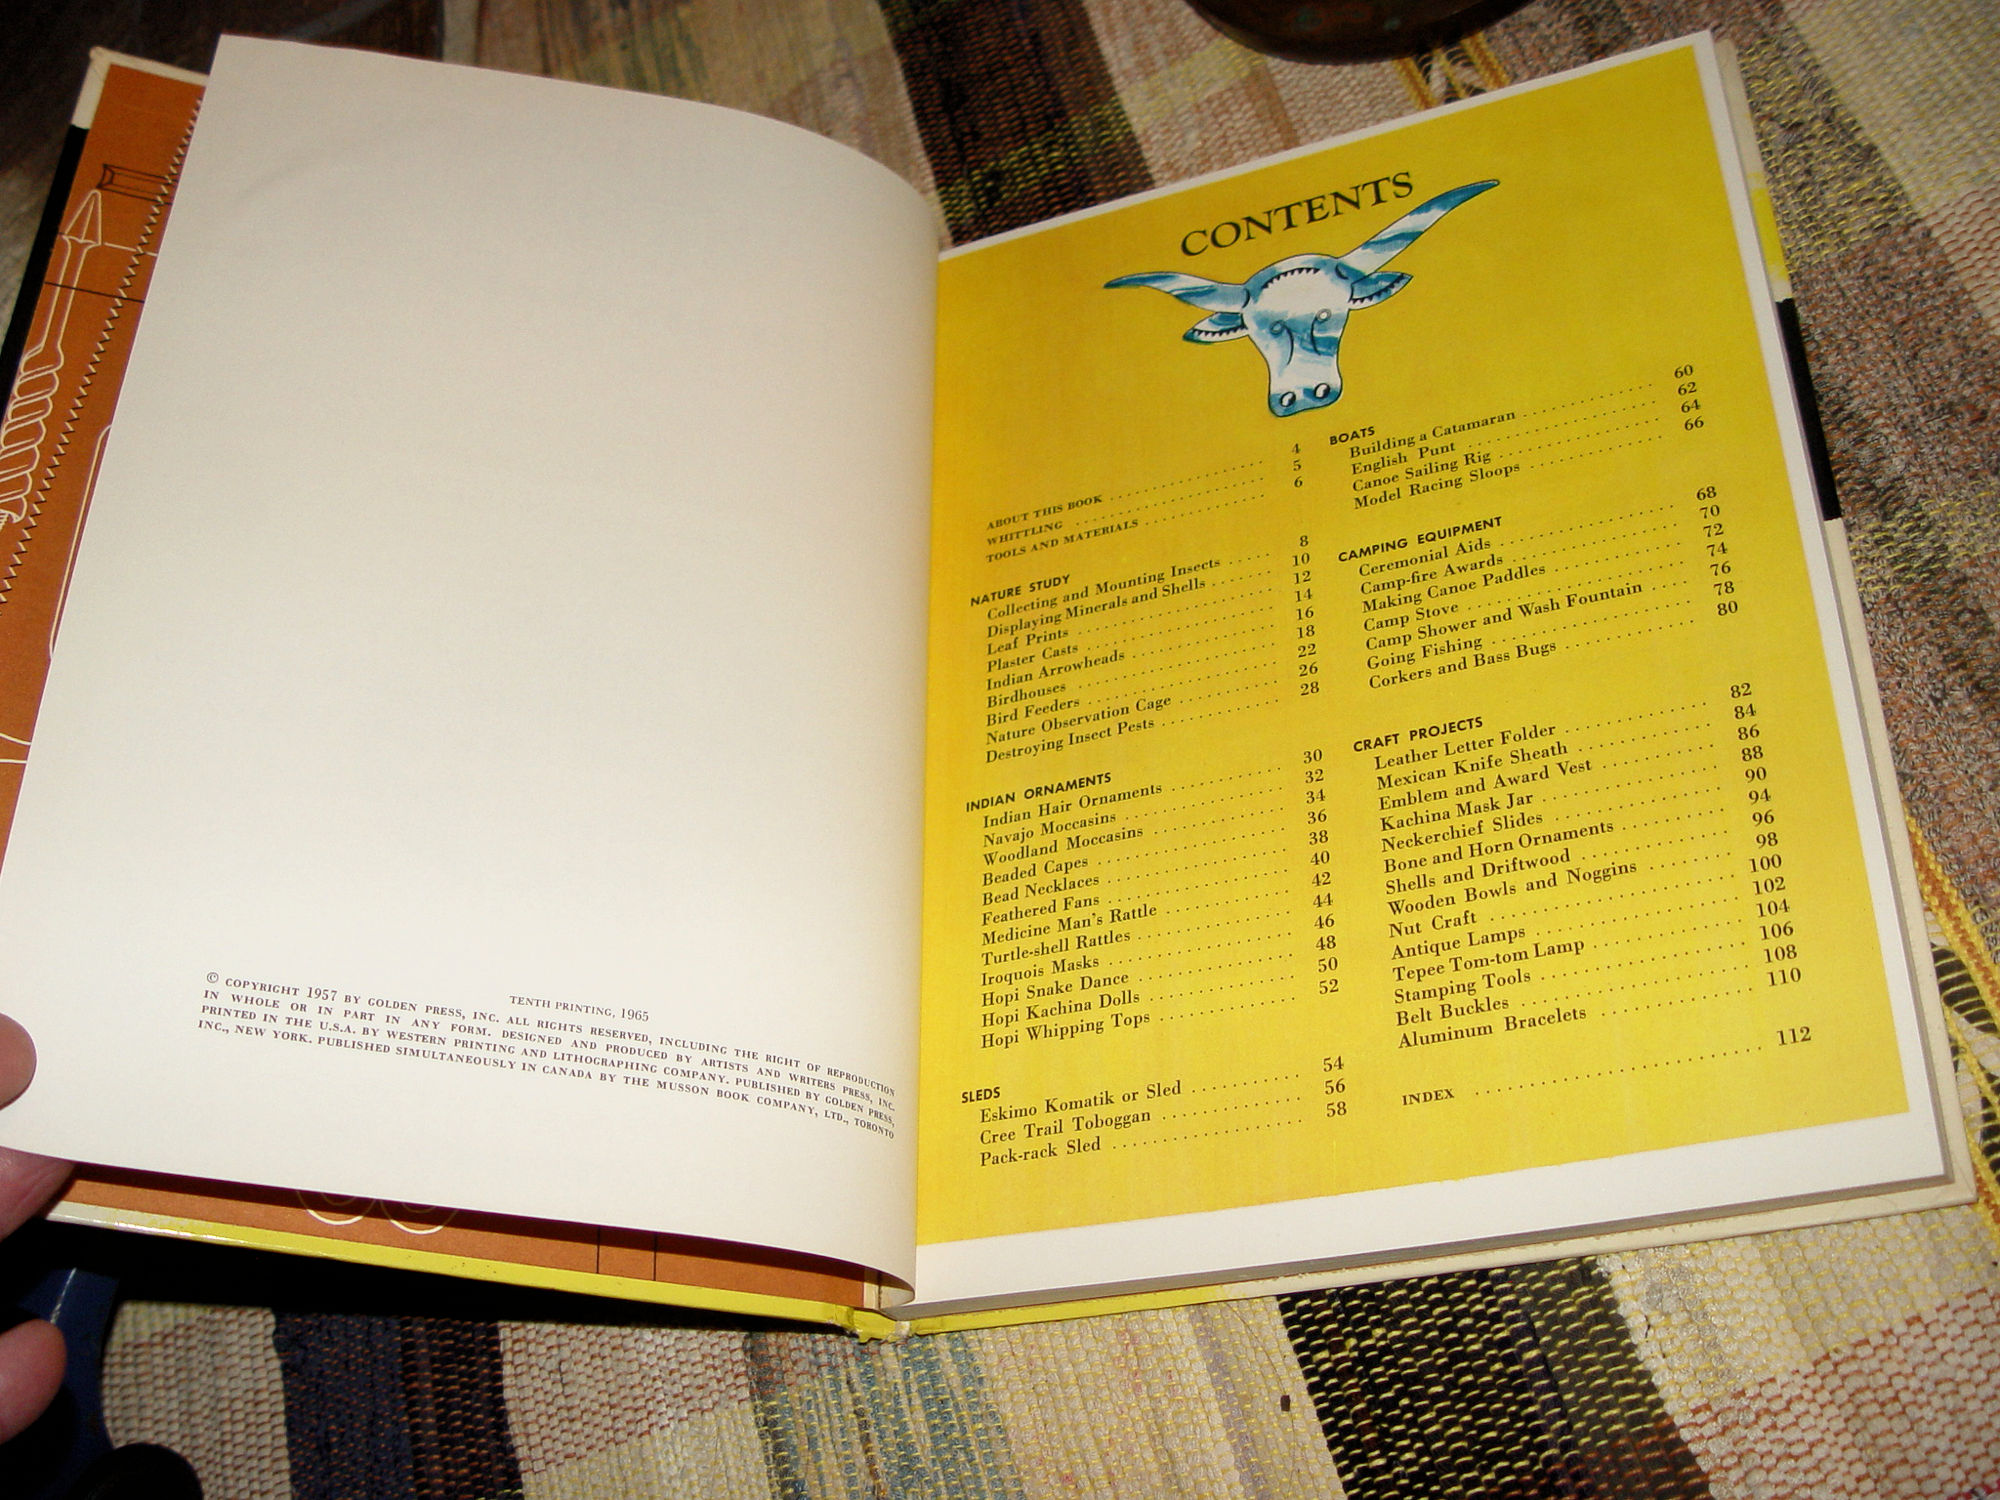 TENTH PRINTING, 1965
© COPYRIGHT 1957 BY GOLDEN PRESS, INC. ALL RIGHTS RESERVED, INCLUDING THE RIGHT OF REPRODUCTION
IN WHOLE OR IN PART IN ANY FORM. DESIGNED AND PRODUCED BY ARTISTS AND WRITERS PRESS, INC.
PRINTED IN THE U.S.A. BY WESTERN PRINTING AND LITHOGRAPHING COMPANY. PUBLISHED BY GOLDEN PRESS,
INC., NEW YORK. PUBLISHED SIMULTANEOUSLY IN CANADA BY THE MUSSON BOOK COMPANY, LTD., TORONTO
CONTENTS
ABOUT THIS BOOK . . . . . . . . . . 4
WHITTLING . . . . . . . . . . 5
TOOLS AND MATERIALS . . . . . . . . . . 6
NATURE STUDY
Collecting and Mounting Insects . . . . . 8
Displaying Minerals and Shells . . . . . 10
Leaf Prints . . . . . . . . . . 12
Plaster Casts . . . . . . . . . . 14
Indian Arrowheads . . . . . . . . . . 16
Birdhouses . . . . . . . . . . 18
Bird Feeders . . . . . . . . . . 22
Nature Observation Cage . . . . . . . . . . 26
Destroying Insect Pests . . . . . . . . . . 28
INDIAN ORNAMENTS
Indian Hair Ornaments . . . . . . . . . . 30
Navajo Moccasins . . . . . . . . . . 32
Woodland Moccasins . . . . . . . . . . 34
Beaded Capes . . . . . . . . . . 36
Bead Necklaces . . . . . . . . . . 38
Feathered Fans . . . . . . . . . . 40
Medicine Man's Rattle . . . . . . . . . . 42
Turtle-shell Rattles . . . . . . . . . . 44
Iroquois Masks . . . . . . . . . . 46
Hopi Snake Dance . . . . . . . . . . 48
Hopi Kachina Dolls . . . . . . . . . . 50
Hopi Whipping Tops . . . . . . . . . . 52
SLEDS
Eskimo Komatik or Sled . . . . . . . . . . 54
Cree Trail Toboggan . . . . . . . . . . 56
Pack-rack Sled . . . . . . . . . . 58
BOATS
Building a Catamaran . . . . . . . . . . 60
English Punt . . . . . . . . . . 62
Canoe Sailing Rig . . . . . . . . . . 64
Model Racing Sloops . . . . . . . . . . 66
CAMPING EQUIPMENT
Ceremonial Aids . . . . . . . . . . 68
Camp-fire Awards . . . . . . . . . . 70
Making Canoe Paddles . . . . . . . . . . 72
Camp Stove . . . . . . . . . . 74
Camp Shower and Wash Fountain . . . . 76
Going Fishing . . . . . . . . . . 78
Corkers and Bass Bugs . . . . . . . . . . 80
CRAFT PROJECTS
Leather Letter Folder . . . . . . . . . . 82
Mexican Knife Sheath . . . . . . . . . . 84
Emblem and Award Vest . . . . . . . . . . 86
Kachina Mask Jar . . . . . . . . . . 88
Neckerchief Slides . . . . . . . . . . 90
Bone and Horn Ornaments . . . . . . . . . . 94
Shells and Driftwood . . . . . . . . . . 96
Wooden Bowls and Noggins . . . . . . . . . . 98
Nut Craft . . . . . . . . . . 100
Antique Lamps . . . . . . . . . . 102
Tepee Tom-tom Lamp . . . . . . . . . . 104
Stamping Tools . . . . . . . . . . 106
Belt Buckles . . . . . . . . . . 108
Aluminum Bracelets . . . . . . . . . . 110
INDEX . . . . . . . . . . 112